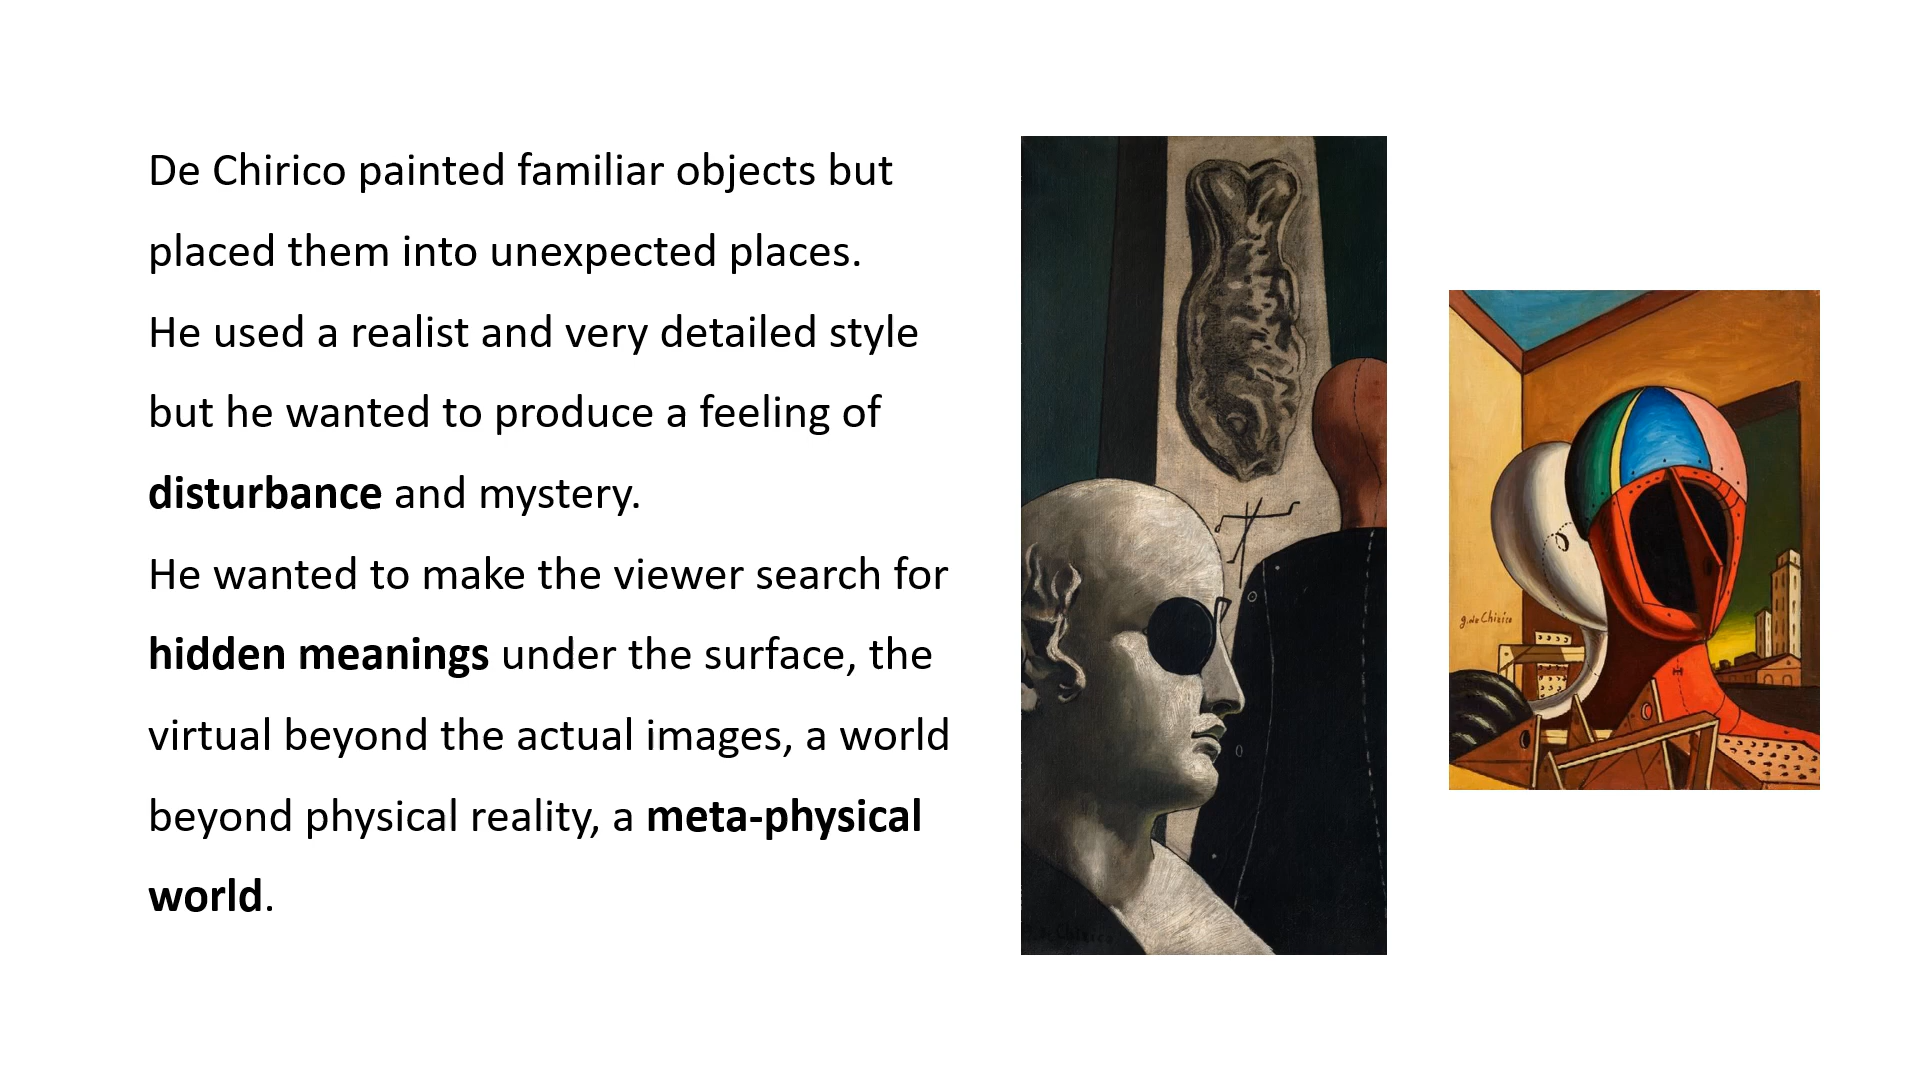 De Chirico painted familiar objects but
placed them into unexpected places.
He used a realist and very detailed style
but he wanted to produce a feeling of
disturbance and mystery.
He wanted to make the viewer search for
hidden meanings under the surface, the
virtual beyond the actual images, a world
beyond physical reality, a meta-physical
world.
g. de Chirico